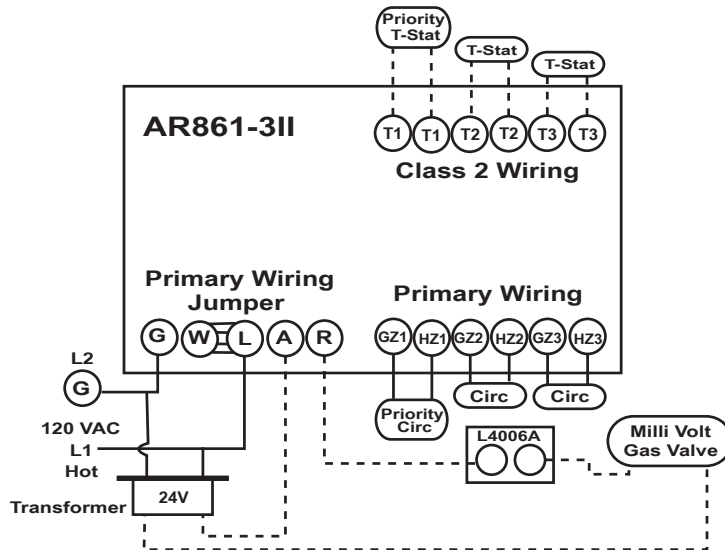 Priority
T-Stat
T-Stat
T-Stat
AR861-3II
T1 T1 T2 T2 T3 T3
Class 2 Wiring
Primary Wiring
Jumper
Primary Wiring
G W L A R
GZ1 HZ1 GZ2 HZ2 GZ3 HZ3
L2
G
Circ
Circ
Priority
Circ
120 VAC
L1
Hot
L4006A
Milli Volt
Gas Valve
Transformer
24V